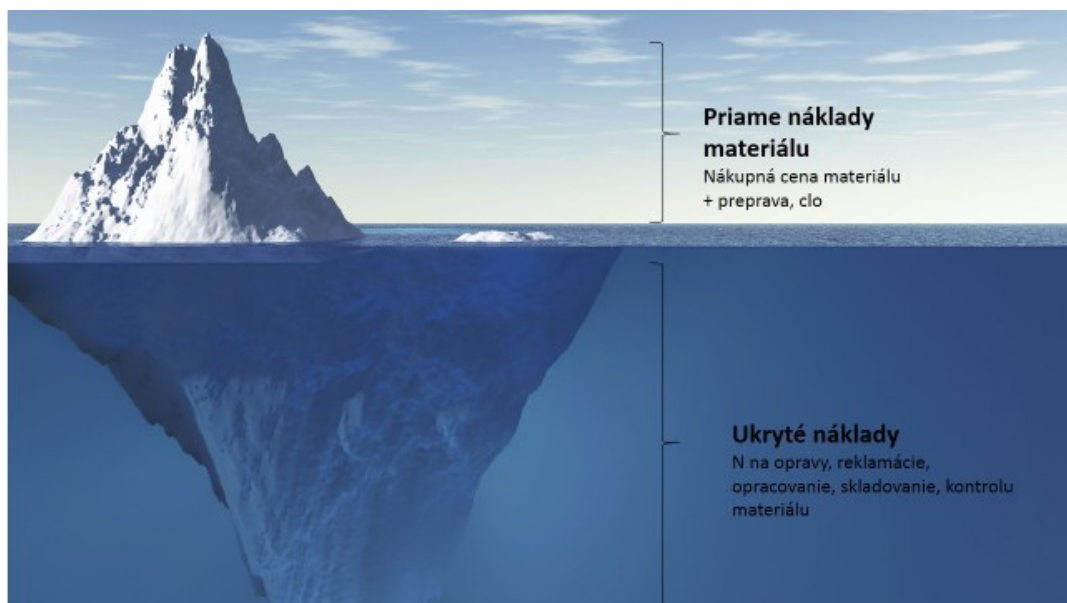 Priame náklady
materiálu
Nákupná cena materiálu
+ preprava, clo
Ukryté náklady
N na opravy, reklamácie,
opracovanie, skladovanie, kontrolu
materiálu